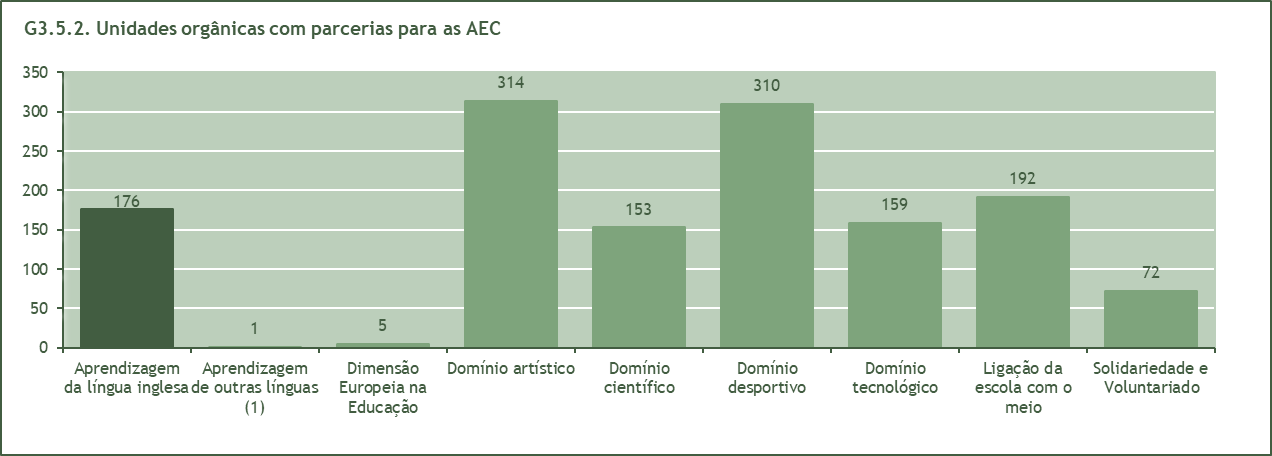 G3.5.2. Unidades orgânicas com parcerias para as AEC
350
300
250
200
150
100
50
0
176
1
5
314
153
310
159
192
72
Aprendizagem
da língua inglesa
Aprendizagem
de outras línguas
(1)
Dimensão
Europeia na
Educação
Domínio artístico
Domínio
científico
Domínio
desportivo
Domínio
tecnológico
Ligação da
escola com o
meio
Solidariedade e
Voluntariado